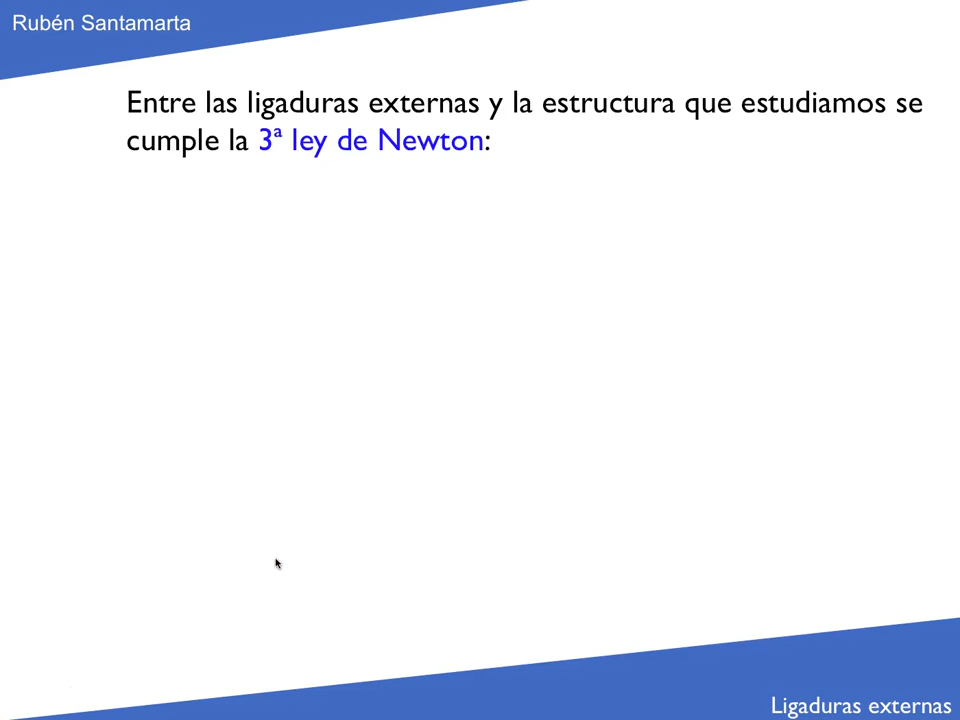 Rubén Santamarta
Entre las ligaduras externas y la estructura que estudiamos se
cumple la 3ª ley de Newton:
Ligaduras externas